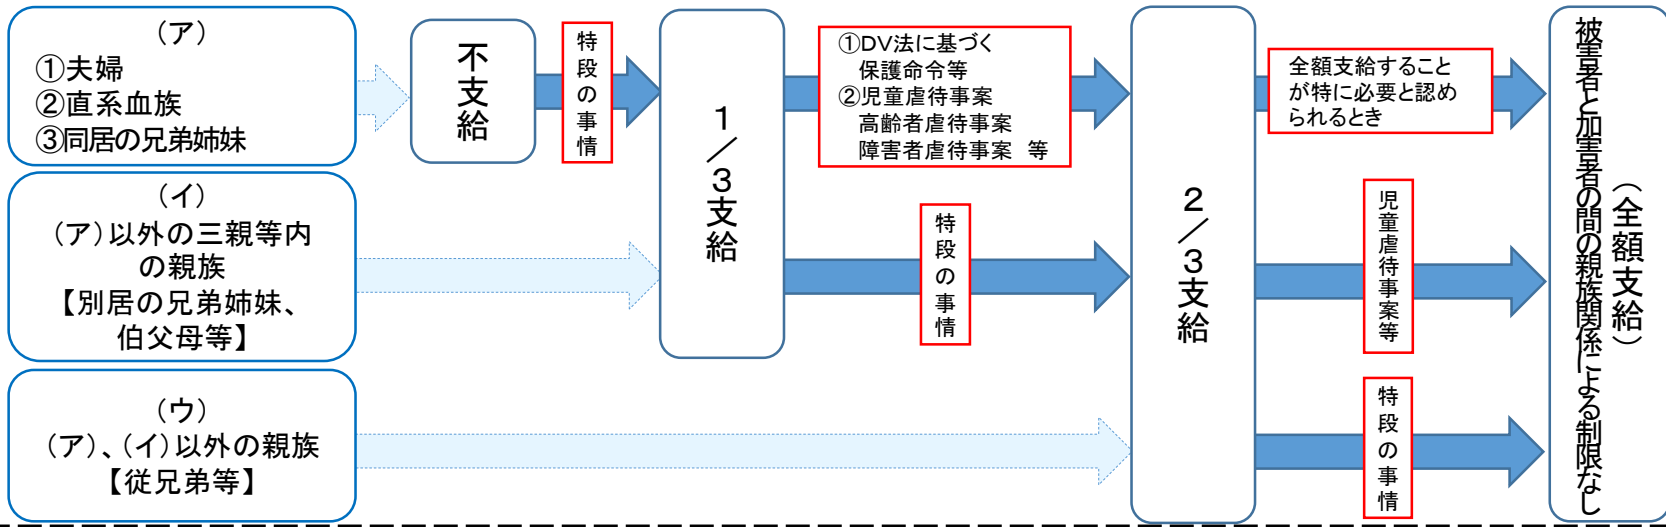 （ア）
①夫婦
②直系血族
③同居の兄弟姉妹
不支給
特段の事情
1／3支給
①DV法に基づく
保護命令等
②児童虐待事案
高齢者虐待事案
障害者虐待事案　等
2／3支給
全額支給すること
が特に必要と認め
られるとき
（全額支給）
被害者と加害者の間の親族関係による制限なし
（イ）
（ア）以外の三親等内
の親族
【別居の兄弟姉妹、
伯父母等】
特段の事情
児童虐待事案等
（ウ）
（ア）、（イ）以外の親族
【従兄弟等】
特段の事情